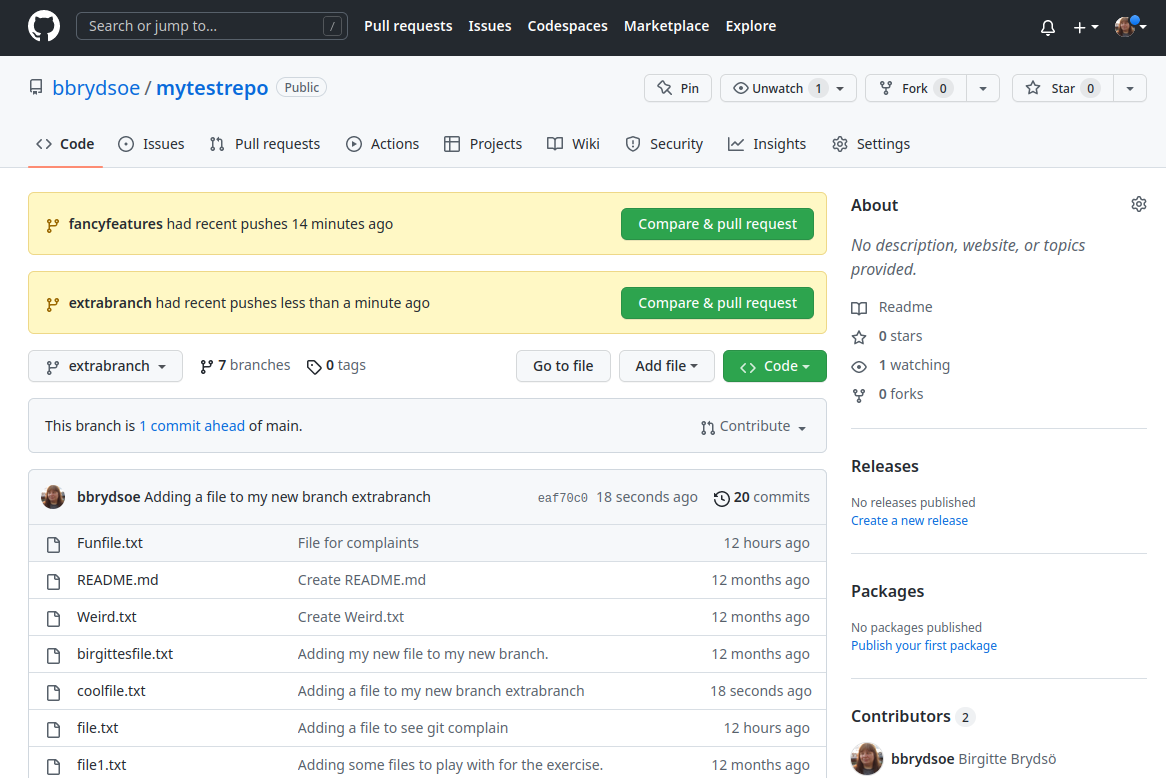 Search or jump to... /
Pull requests Issues Codespaces Marketplace Explore
bbrydsoe / mytestrepo Public
Pin
Unwatch 1
Fork 0
Star 0
Code Issues Pull requests Actions Projects Wiki Security Insights Settings
fancyfeatures had recent pushes 14 minutes ago
Compare & pull request
extrabranch had recent pushes less than a minute ago
Compare & pull request
extrabranch 7 branches 0 tags
Go to file Add file Code
This branch is 1 commit ahead of main.
Contribute
bbrydsoe Adding a file to my new branch extrabranch eaf70c0 18 seconds ago 20 commits
Funfile.txt File for complaints 12 hours ago
README.md Create README.md 12 months ago
Weird.txt Create Weird.txt 12 months ago
birgittesfile.txt Adding my new file to my new branch. 12 months ago
coolfile.txt Adding a file to my new branch extrabranch 18 seconds ago
file.txt Adding a file to see git complain 12 hours ago
file1.txt Adding some files to play with for the exercise. 12 months ago
About
No description, website, or topics
provided.
Readme
0 stars
1 watching
0 forks
Releases
No releases published
Create a new release
Packages
No packages published
Publish your first package
Contributors 2
bbrydsoe Birgitte Brydsö